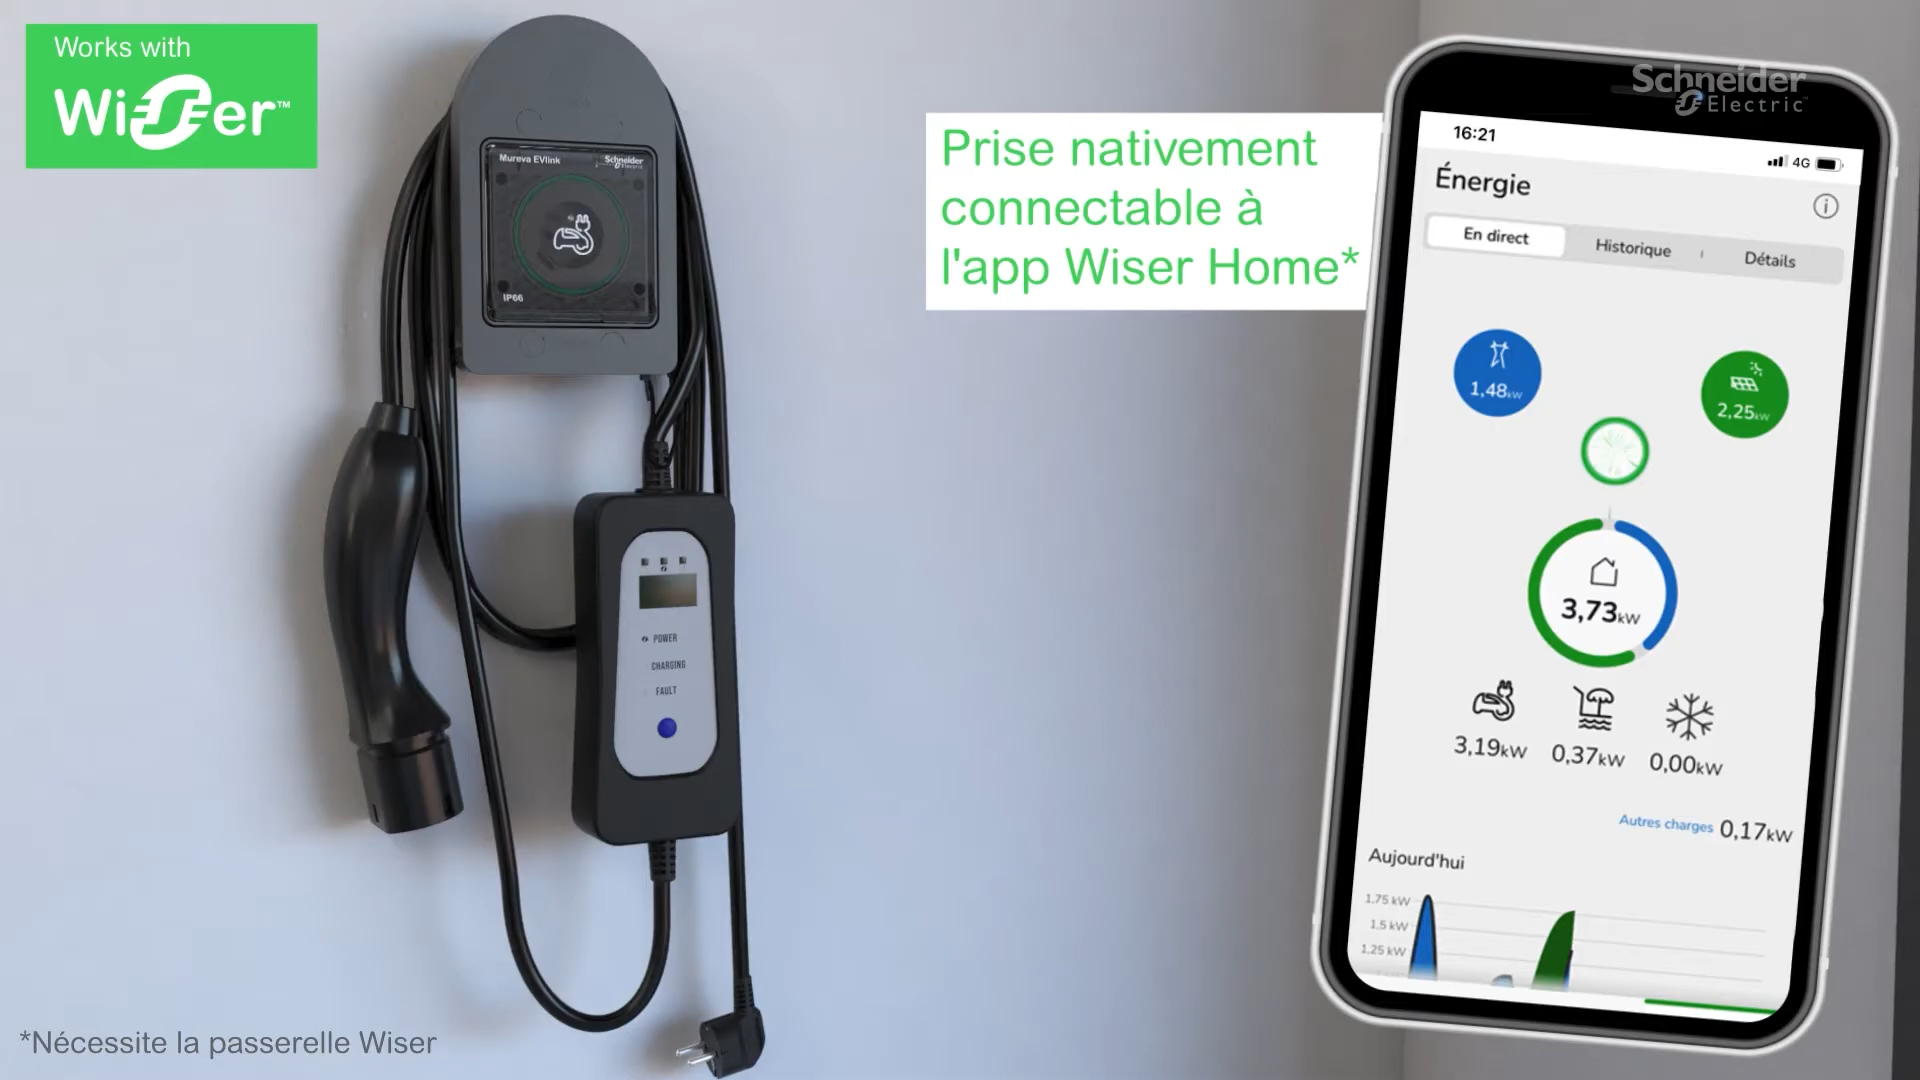 Works with
Wiser™
Mureva EVlink
Schneider
Electric
IP66
POWER
CHARGING
FAULT
*Nécessite la passerelle Wiser
Prise nativement
connectable à
l'app Wiser Home*
Schneider
Electric
16:21
4G
Énergie
En direct
Historique
Détails
1,48kW
2,25kW
3,73kW
3,19kW
0,37kW
0,00kW
Autres charges 0,17kW
Aujourd'hui
1,75 kW
1,5 kW
1,25 kW